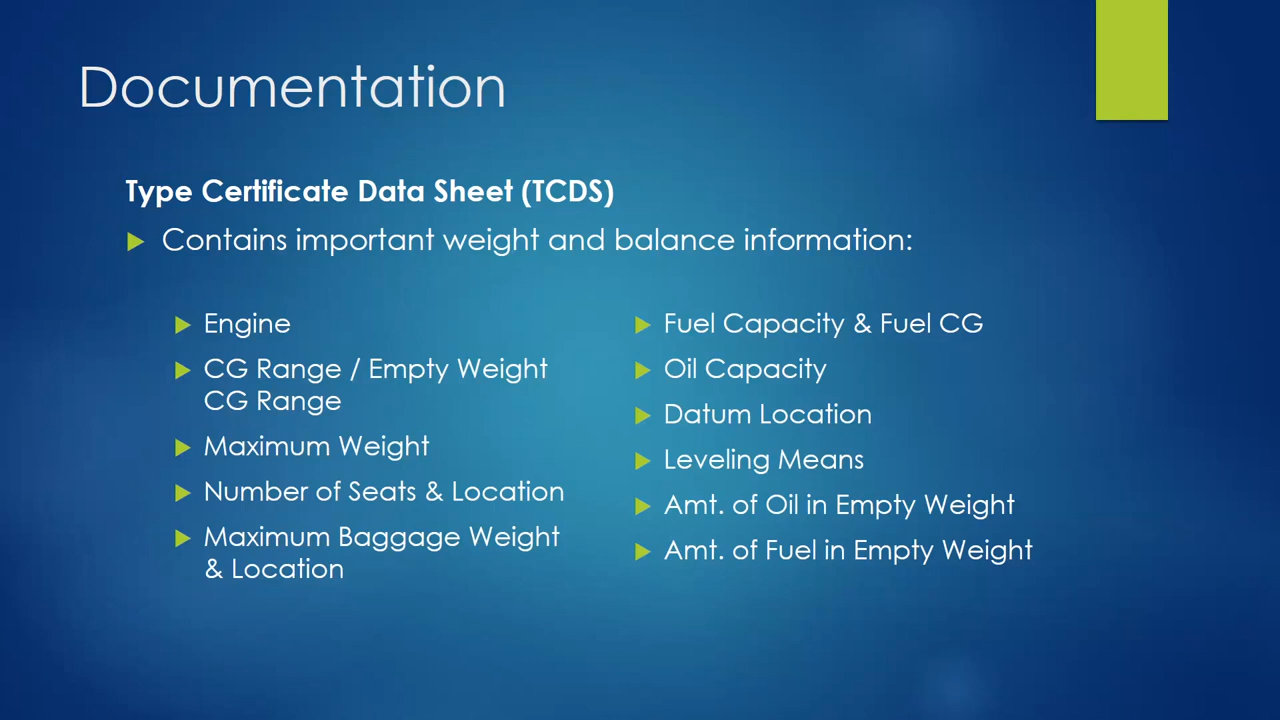 Documentation
Type Certificate Data Sheet (TCDS)
Contains important weight and balance information:
Engine
CG Range / Empty Weight
CG Range
Maximum Weight
Number of Seats & Location
Maximum Baggage Weight
& Location
Fuel Capacity & Fuel CG
Oil Capacity
Datum Location
Leveling Means
Amt. of Oil in Empty Weight
Amt. of Fuel in Empty Weight